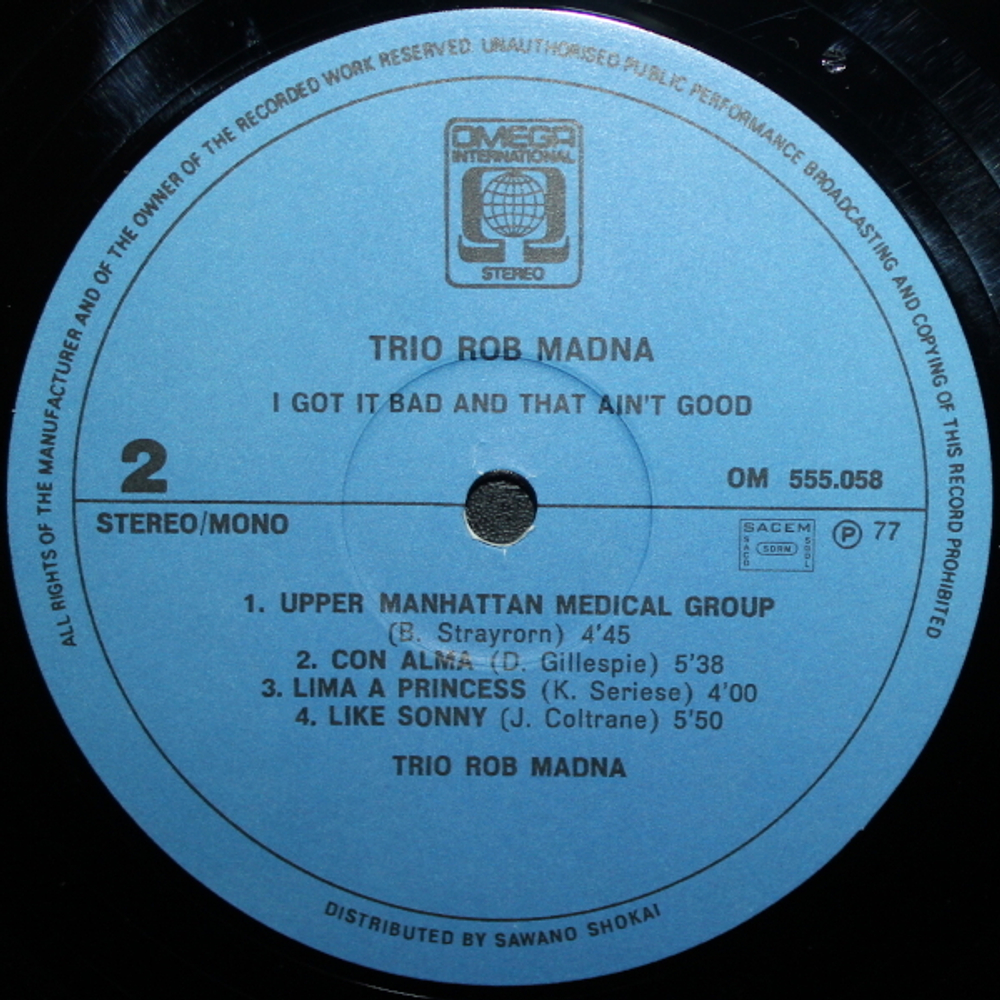 ALL RIGHTS OF THE MANUFACTURER AND OF THE OWNER OF THE RECORDED WORK RESERVED. UNAUTHORISED PUBLIC PERFORMANCE BROADCASTING AND COPYING OF THIS RECORD PROHIBITED
OMEGA
INTERNATIONAL
STEREO
TRIO ROB MADNA
I GOT IT BAD AND THAT AIN'T GOOD
2
OM 555.058
STEREO/MONO
SACEM
SACD SDRM SGDL
Ⓟ 77
1. UPPER MANHATTAN MEDICAL GROUP
(B. Strayrorn) 4'45
2. CON ALMA (D. Gillespie) 5'38
3. LIMA A PRINCESS (K. Seriese) 4'00
4. LIKE SONNY (J. Coltrane) 5'50
TRIO ROB MADNA
DISTRIBUTED BY SAWANO SHOKAI